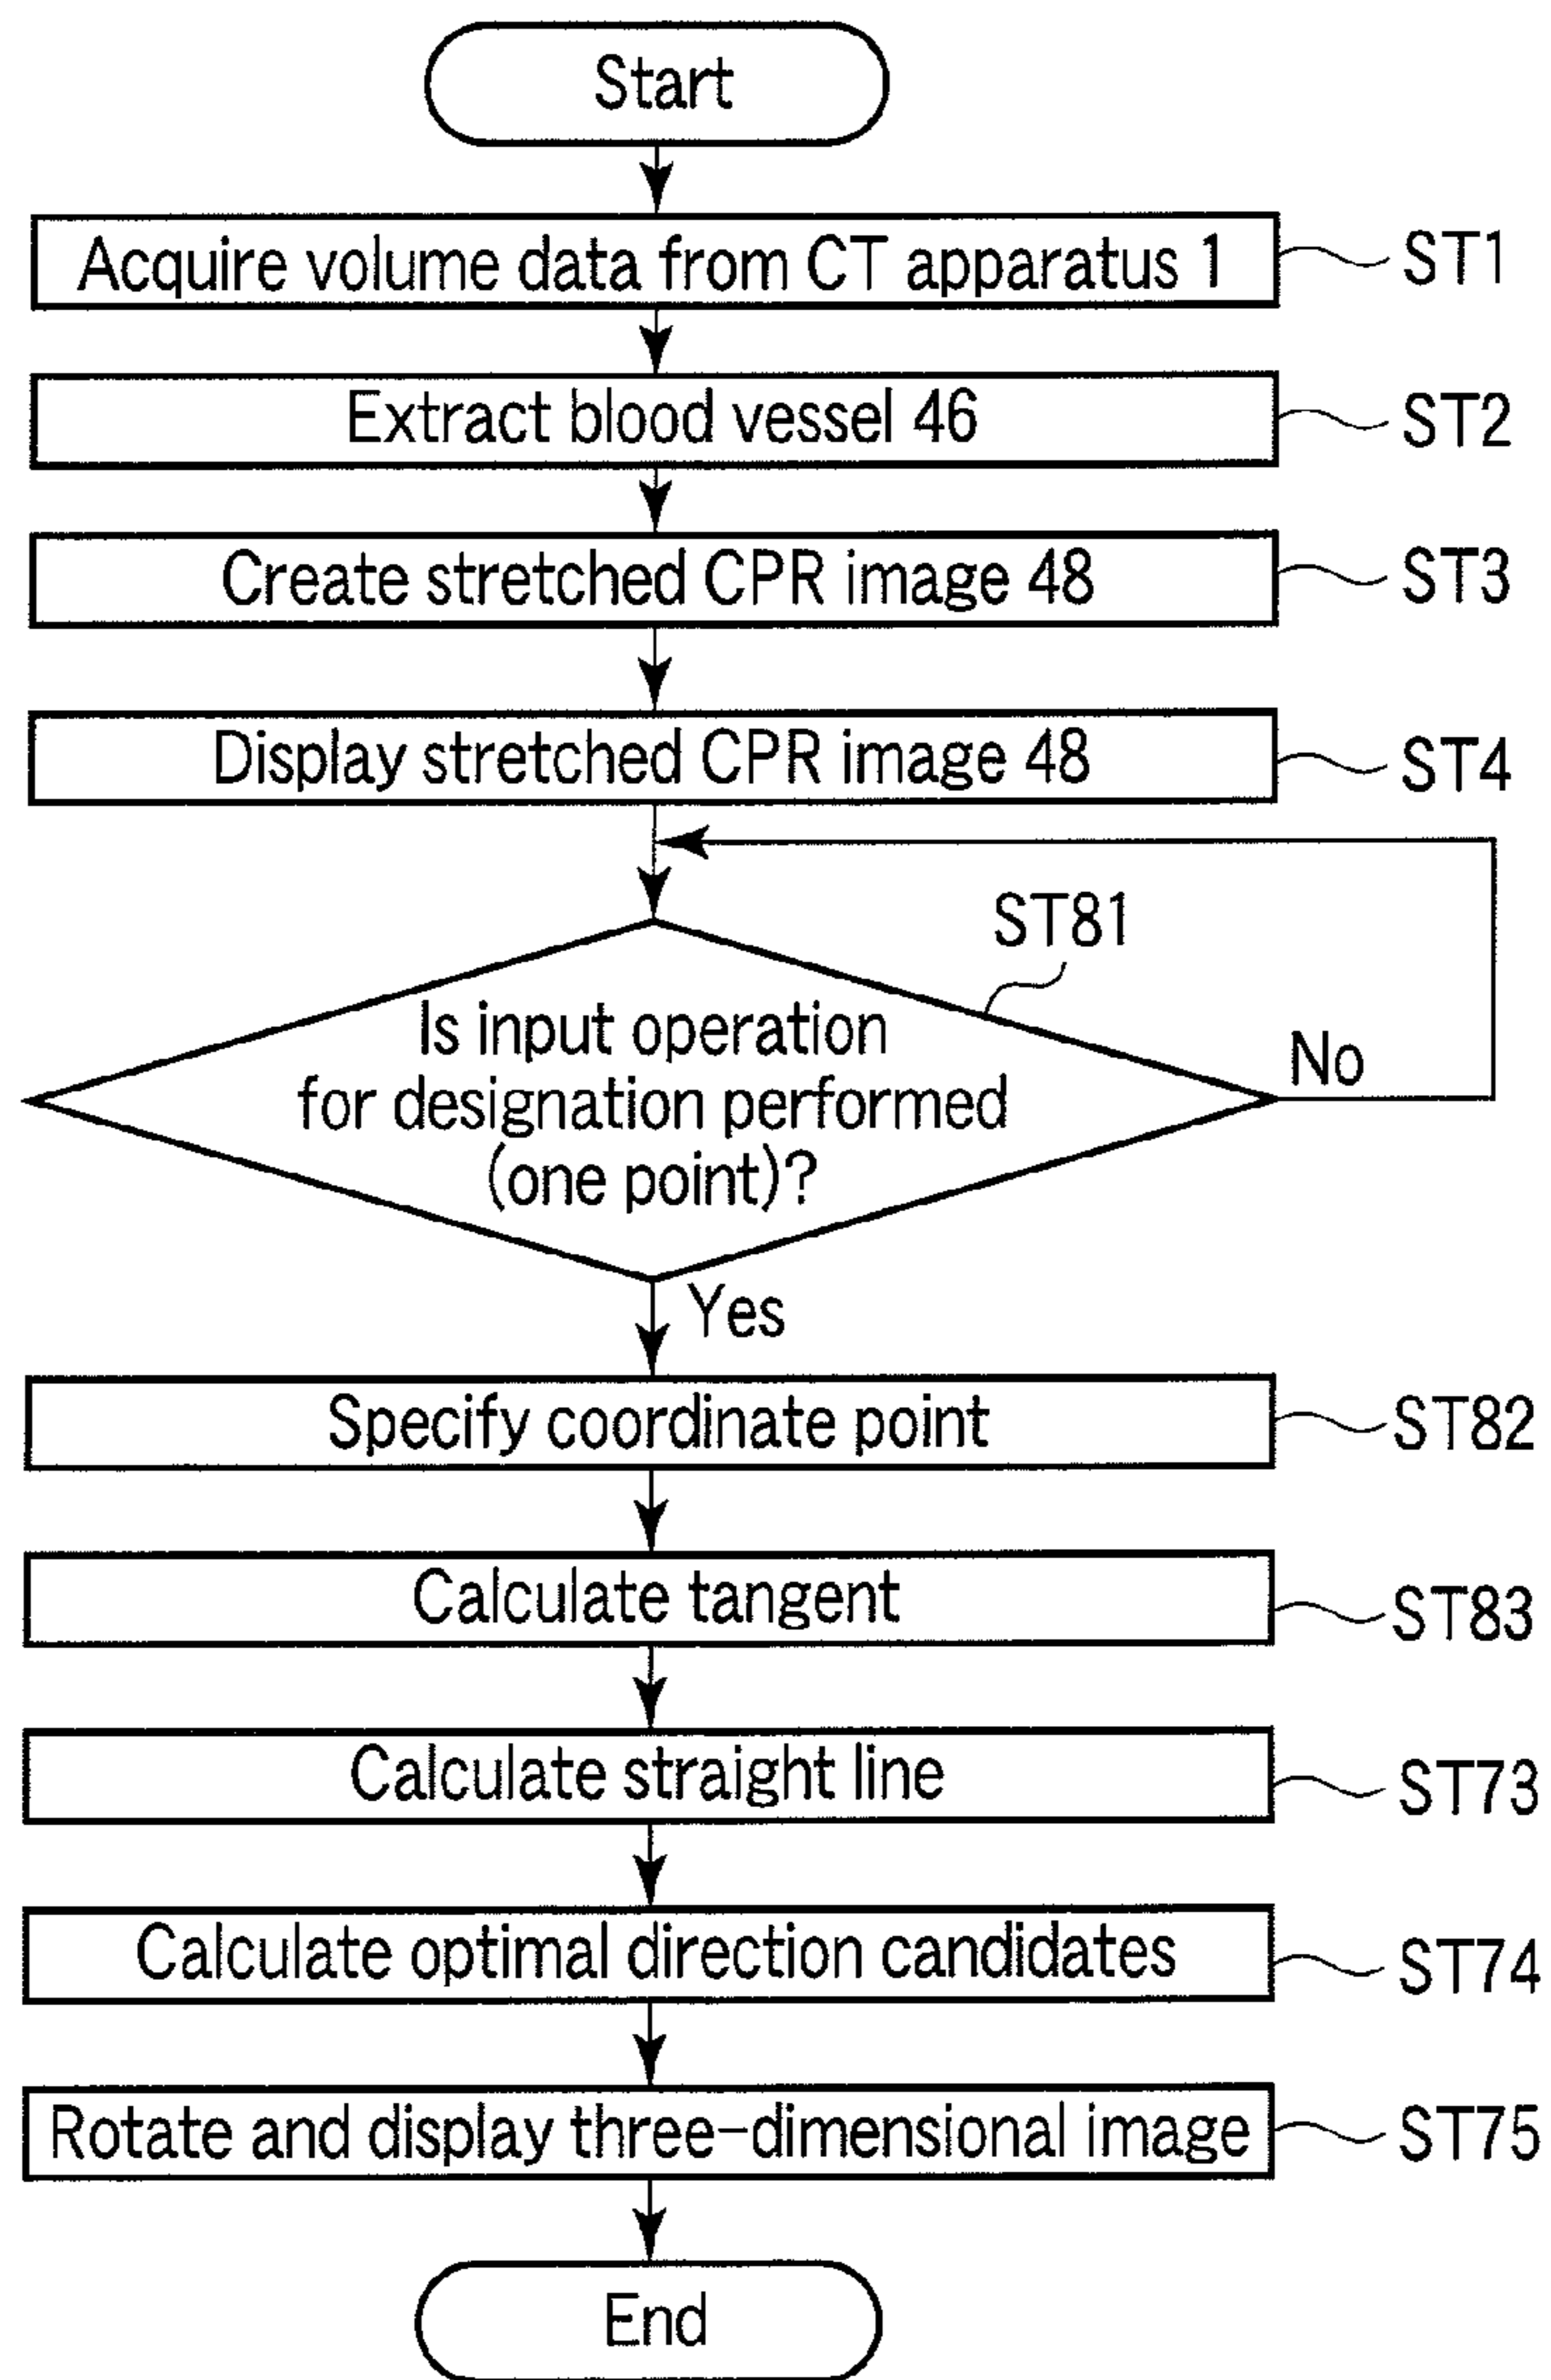 Start
Acquire volume data from CT apparatus 1
ST1
Extract blood vessel 46
ST2
Create stretched CPR image 48
ST3
Display stretched CPR image 48
ST4
ST81
Is input operation
for designation performed
(one point)?
No
Yes
Specify coordinate point
ST82
Calculate tangent
ST83
Calculate straight line
ST73
Calculate optimal direction candidates
ST74
Rotate and display three-dimensional image
ST75
End